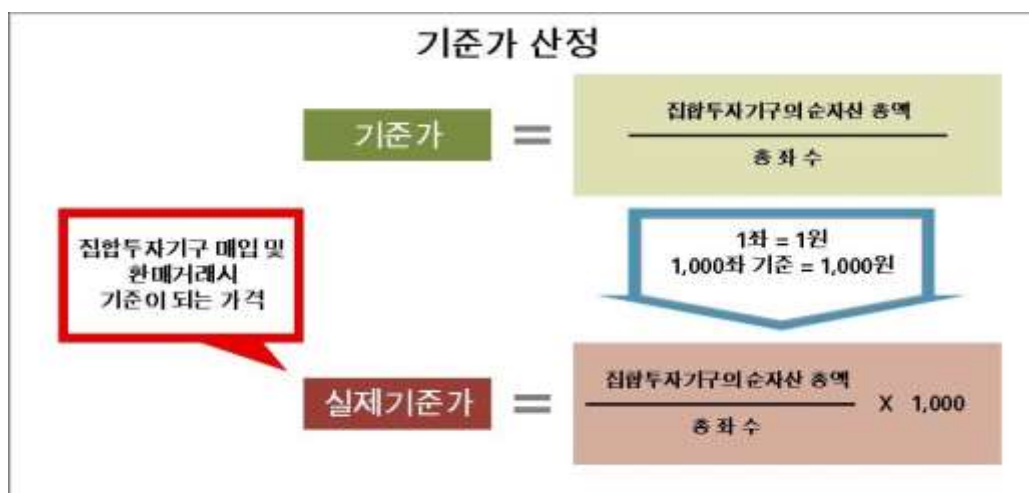 기준가 산정
기준가 =
집합투자기구의 순자산 총액
총 좌 수
집합투자기구 매입 및
환매거래시
기준이 되는 가격
1좌 = 1원
1,000좌 기준 = 1,000원
실제기준가 =
집합투자기구의 순자산 총액
총 좌 수
X 1,000